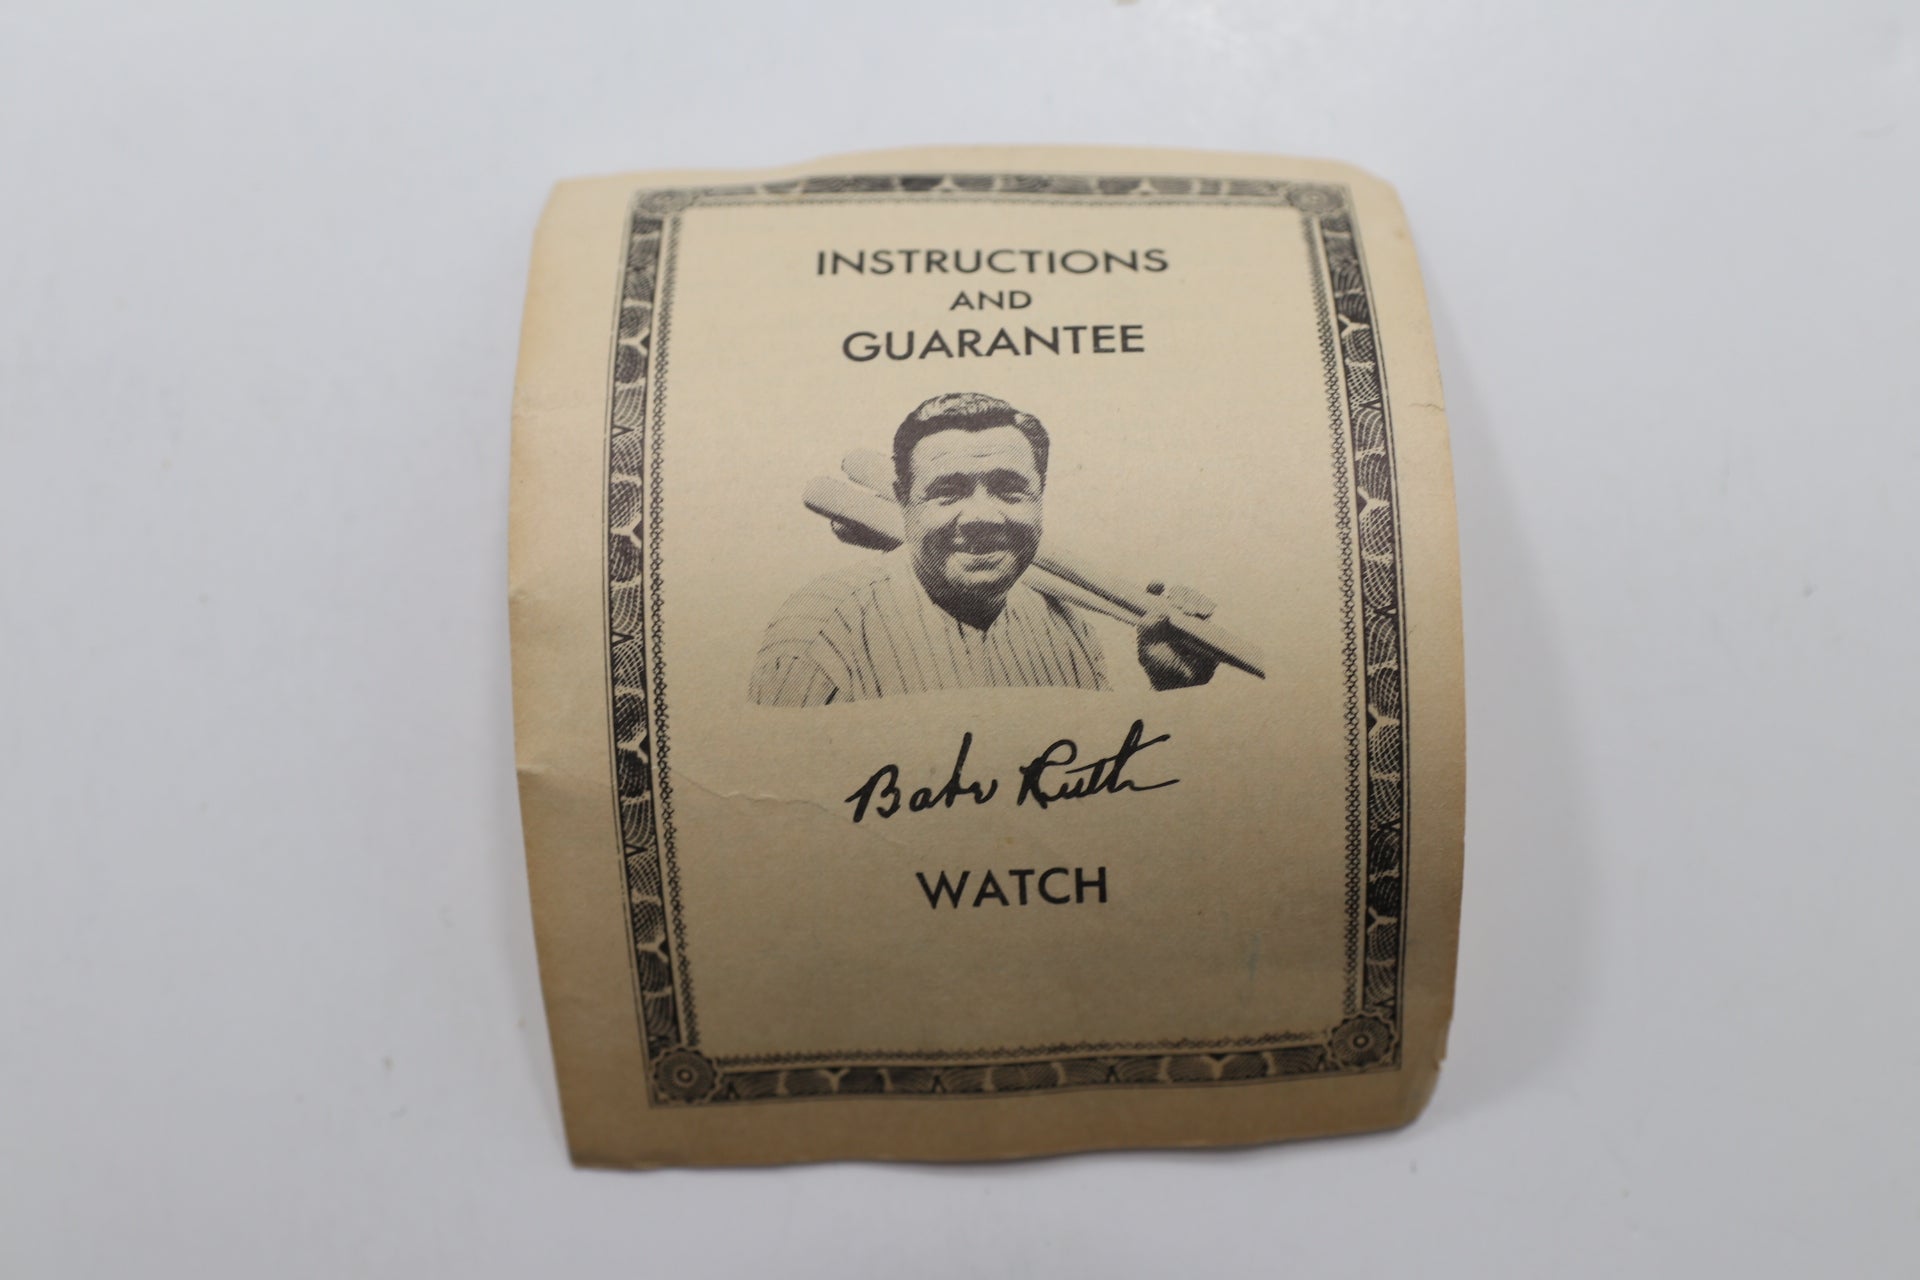 INSTRUCTIONS
AND
GUARANTEE
Babe Ruth
WATCH